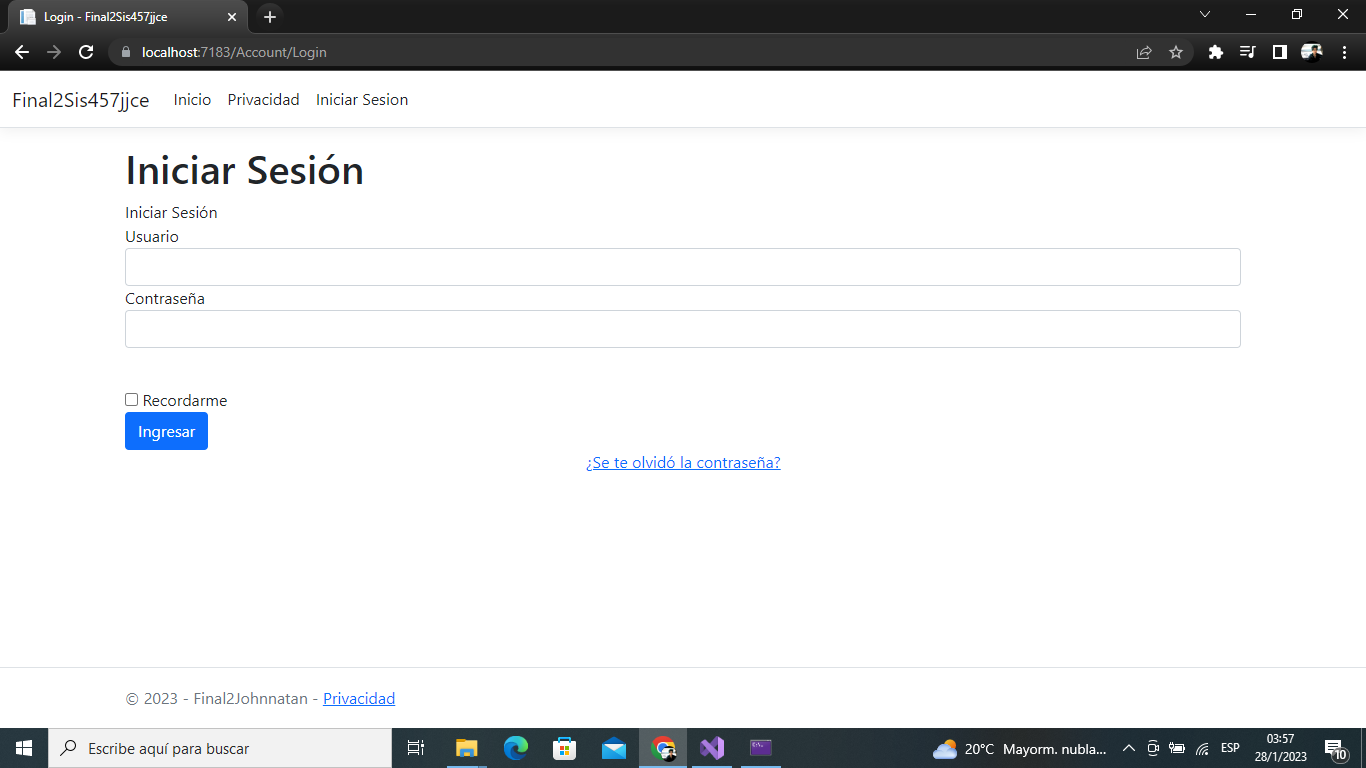 Login - Final2Sis457jjce
localhost:7183/Account/Login
Final2Sis457jjce Inicio Privacidad Iniciar Sesion
Iniciar Sesión
Iniciar Sesión
Usuario
Contraseña
Recordarme
Ingresar
¿Se te olvidó la contraseña?
© 2023 - Final2Johnnatan - Privacidad
Escribe aquí para buscar
20°C Mayorm. nubla...
ESP
03:57
28/1/2023
10